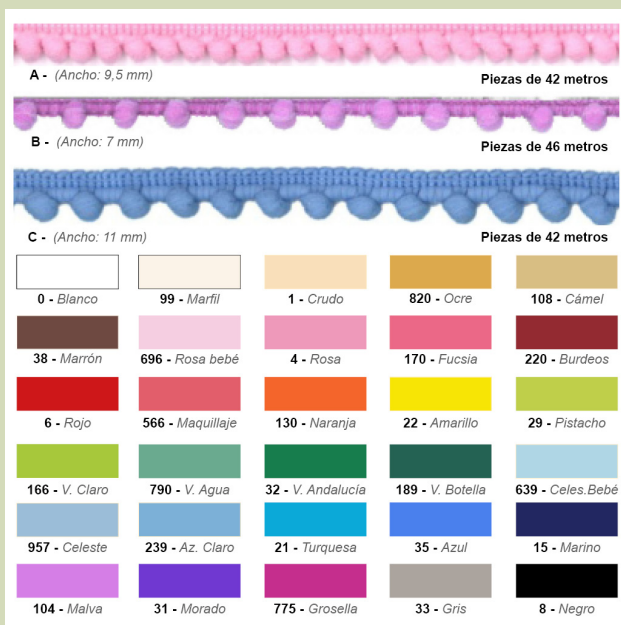 A - (Ancho: 9,5 mm) Piezas de 42 metros
B - (Ancho: 7 mm) Piezas de 46 metros
C - (Ancho: 11 mm) Piezas de 42 metros
0 - Blanco 99 - Marfil 1 - Crudo 820 - Ocre 108 - Cámel
38 - Marrón 696 - Rosa bebé 4 - Rosa 170 - Fucsia 220 - Burdeos
6 - Rojo 566 - Maquillaje 130 - Naranja 22 - Amarillo 29 - Pistacho
166 - V. Claro 790 - V. Agua 32 - V. Andalucía 189 - V. Botella 639 - Celes.Bebé
957 - Celeste 239 - Az. Claro 21 - Turquesa 35 - Azul 15 - Marino
104 - Malva 31 - Morado 775 - Grosella 33 - Gris 8 - Negro